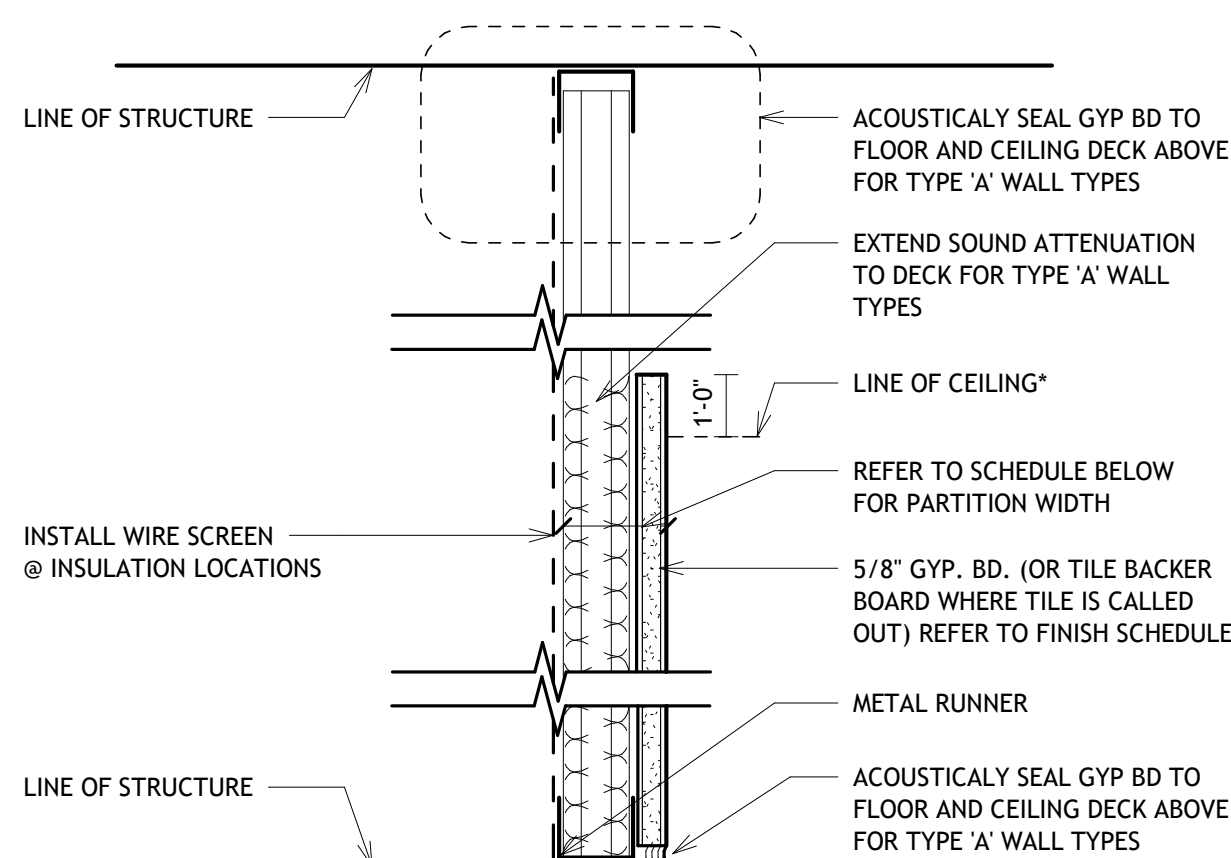 LINE OF STRUCTURE
ACOUSTICALY SEAL GYP BD TO
FLOOR AND CEILING DECK ABOVE
FOR TYPE 'A' WALL TYPES
EXTEND SOUND ATTENUATION
TO DECK FOR TYPE 'A' WALL
TYPES
1'-0"
LINE OF CEILING*
REFER TO SCHEDULE BELOW
FOR PARTITION WIDTH
INSTALL WIRE SCREEN
@ INSULATION LOCATIONS
5/8" GYP. BD. (OR TILE BACKER
BOARD WHERE TILE IS CALLED
OUT) REFER TO FINISH SCHEDULE
METAL RUNNER
LINE OF STRUCTURE
ACOUSTICALY SEAL GYP BD TO
FLOOR AND CEILING DECK ABOVE
FOR TYPE 'A' WALL TYPES